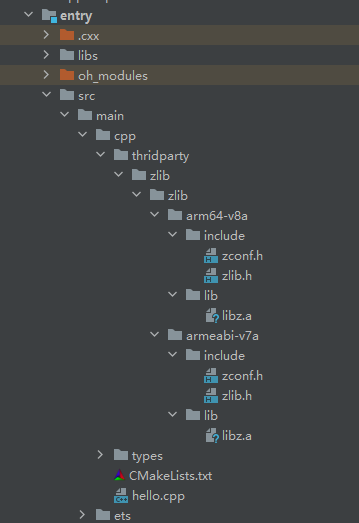 entry
.cxx
libs
oh_modules
src
main
cpp
thridparty
zlib
zlib
arm64-v8a
include
zconf.h
zlib.h
lib
libz.a
armeabi-v7a
include
zconf.h
zlib.h
lib
libz.a
types
CMakeLists.txt
hello.cpp
ets